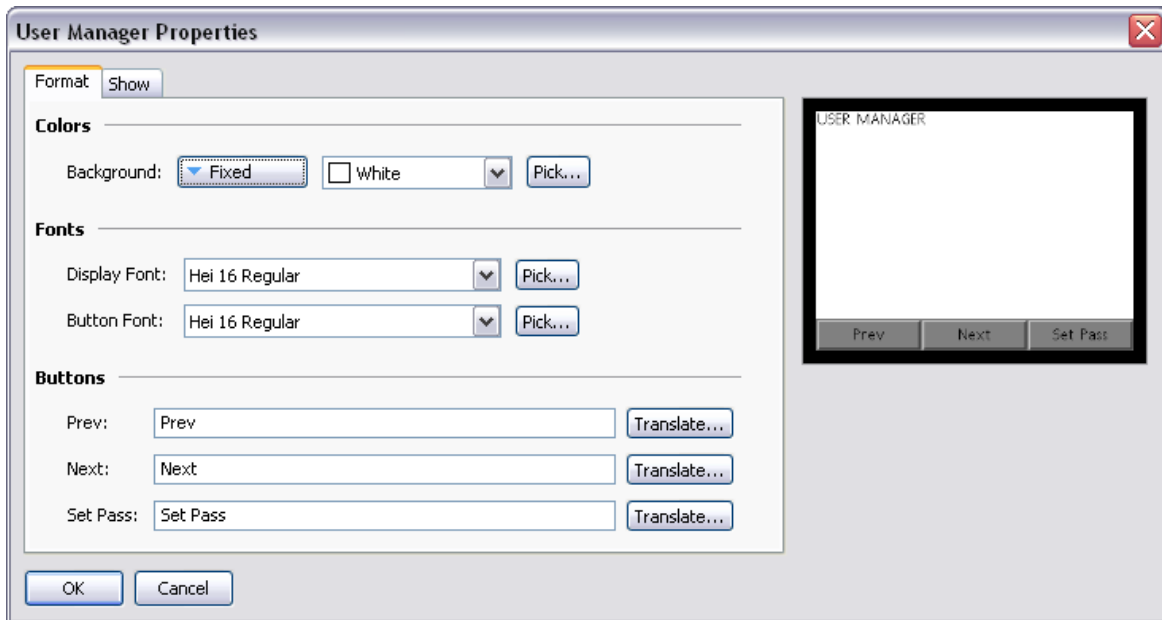 User Manager Properties
Format Show
Colors
Background: Fixed White Pick...
Fonts
Display Font: Hei 16 Regular Pick...
Button Font: Hei 16 Regular Pick...
Buttons
Prev: Prev Translate...
Next: Next Translate...
Set Pass: Set Pass Translate...
OK Cancel
USER MANAGER
Prev Next Set Pass